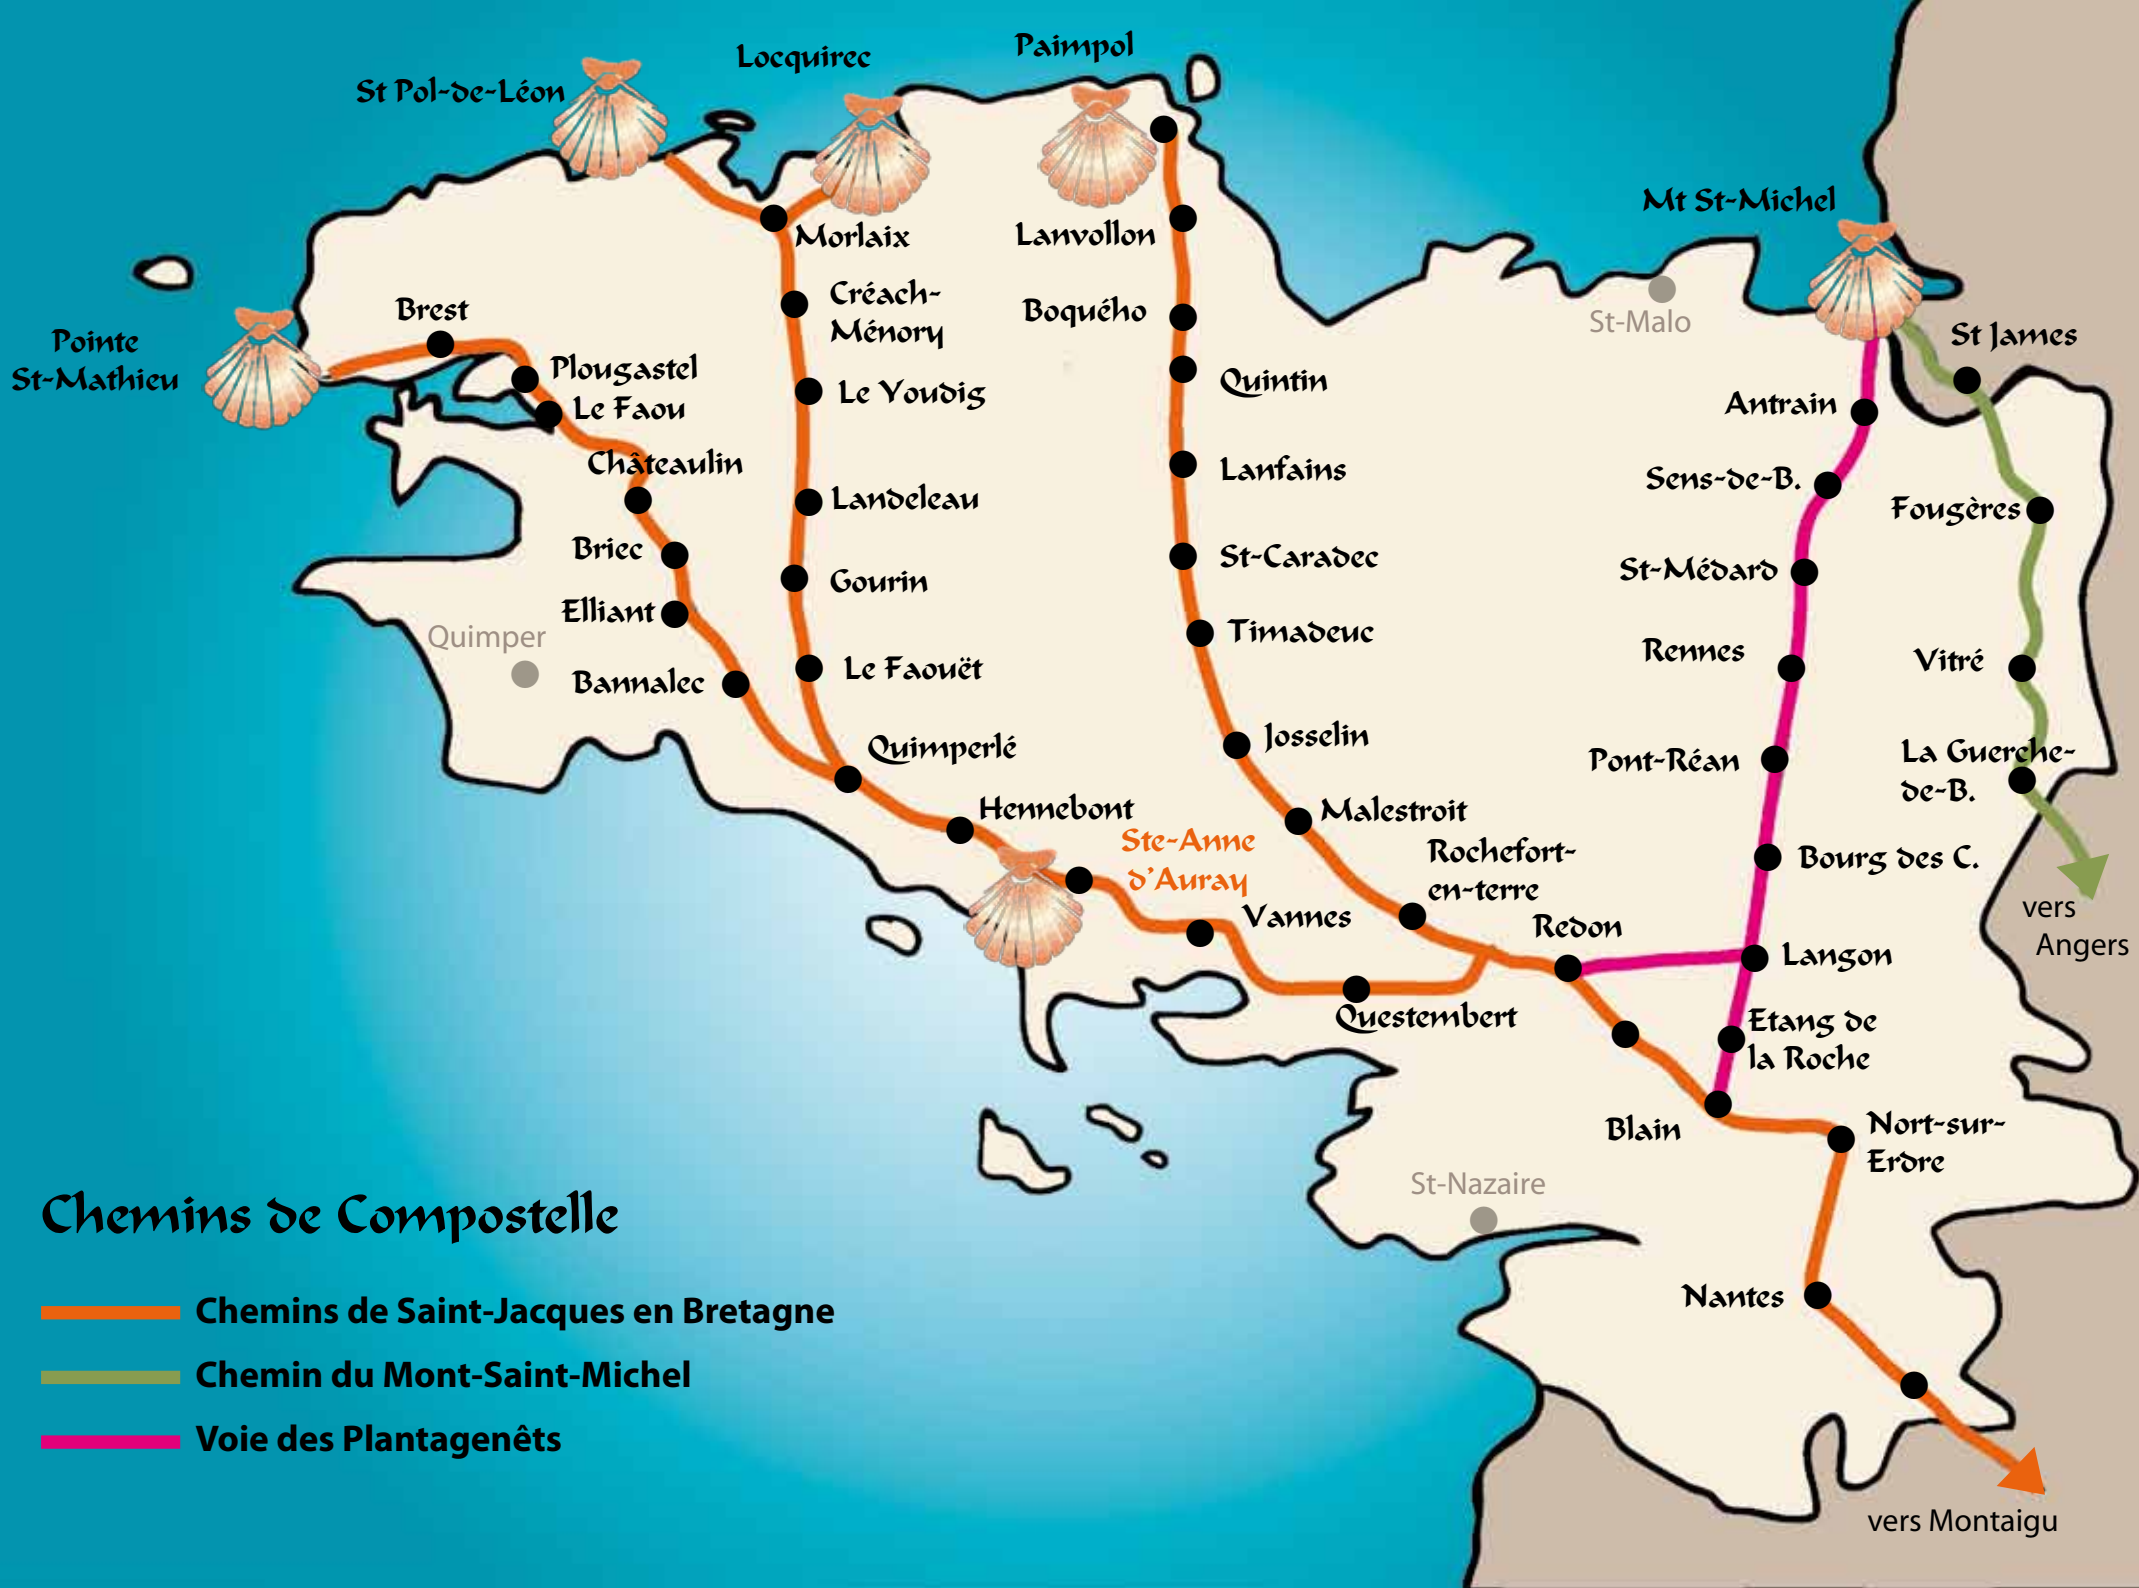 Locquirec
Paimpol
St Pol-de-Léon
Mt St-Michel
Morlaix
Lanvollon
Créach-
Ménory
Boquého
St-Malo
St James
Brest
Pointe
St-Mathieu
Plougastel
Le Faou
Le Youdig
Quintin
Antrain
Châteaulin
Landeleau
Lanfains
Sens-de-B.
Fougères
Briec
Gourin
St-Caradec
St-Médard
Elliant
Quimper
Timadeuc
Rennes
Vitré
Bannalec
Le Faouët
Quimperlé
Josselin
Pont-Réan
La Guerche-
de-B.
Hennebont
Malestroit
Ste-Anne
d'Auray
Rochefort-
en-terre
Bourg des C.
Vannes
Redon
vers
Angers
Langon
Questembert
Etang de
la Roche
Blain
Nort-sur-
Erdre
St-Nazaire
Nantes
vers Montaigu
Chemins de Compostelle
Chemins de Saint-Jacques en Bretagne
Chemin du Mont-Saint-Michel
Voie des Plantagenêts